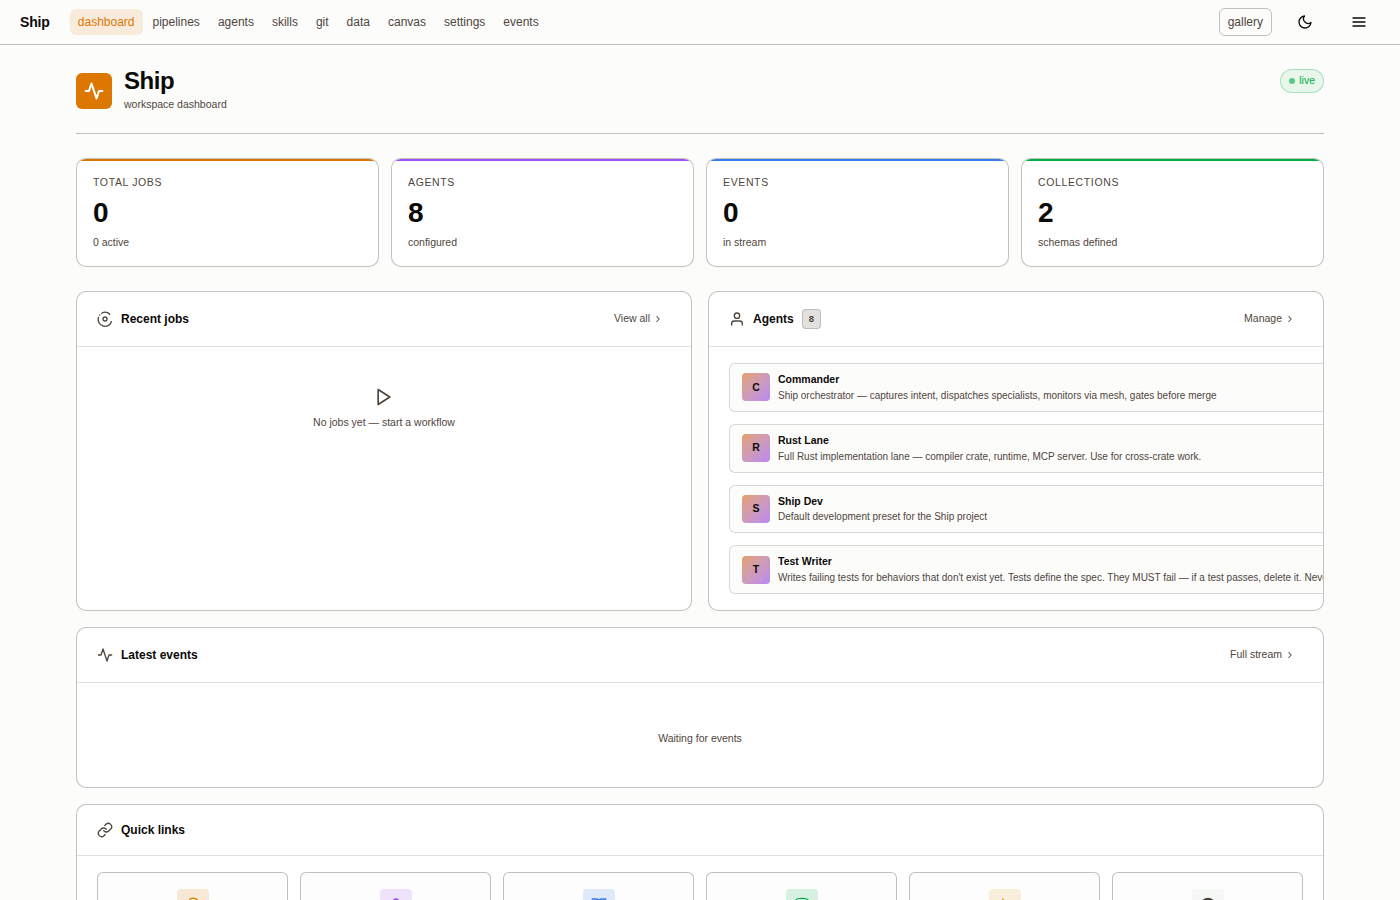 Ship
dashboard
pipelines
agents
skills
git
data
canvas
settings
events
gallery
Ship
workspace dashboard
live
TOTAL JOBS
0
0 active
AGENTS
8
configured
EVENTS
0
in stream
COLLECTIONS
2
schemas defined
Recent jobs
View all
No jobs yet — start a workflow
Agents
8
Manage
C
Commander
Ship orchestrator — captures intent, dispatches specialists, monitors via mesh, gates before merge
R
Rust Lane
Full Rust implementation lane — compiler crate, runtime, MCP server. Use for cross-crate work.
S
Ship Dev
Default development preset for the Ship project
T
Test Writer
Writes failing tests for behaviors that don't exist yet. Tests define the spec. They MUST fail — if a test passes, delete it.
Latest events
Full stream
Waiting for events
Quick links